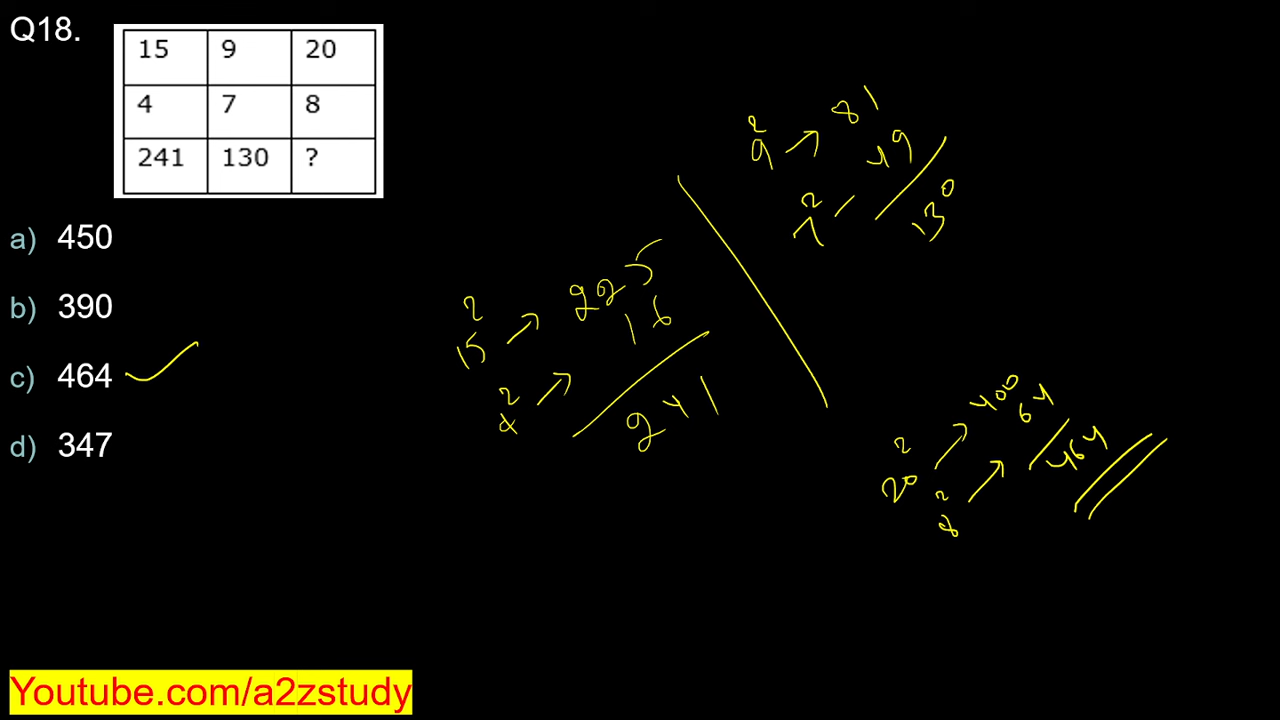 Q18.
15 9 20
4 7 8
241 130 ?
a) 450
b) 390
c) 464
d) 347
15² → 225
4² → 16
241
9² → 81
7² - 49
130
20² → 400
8² → 64
464
Youtube.com/a2zstudy